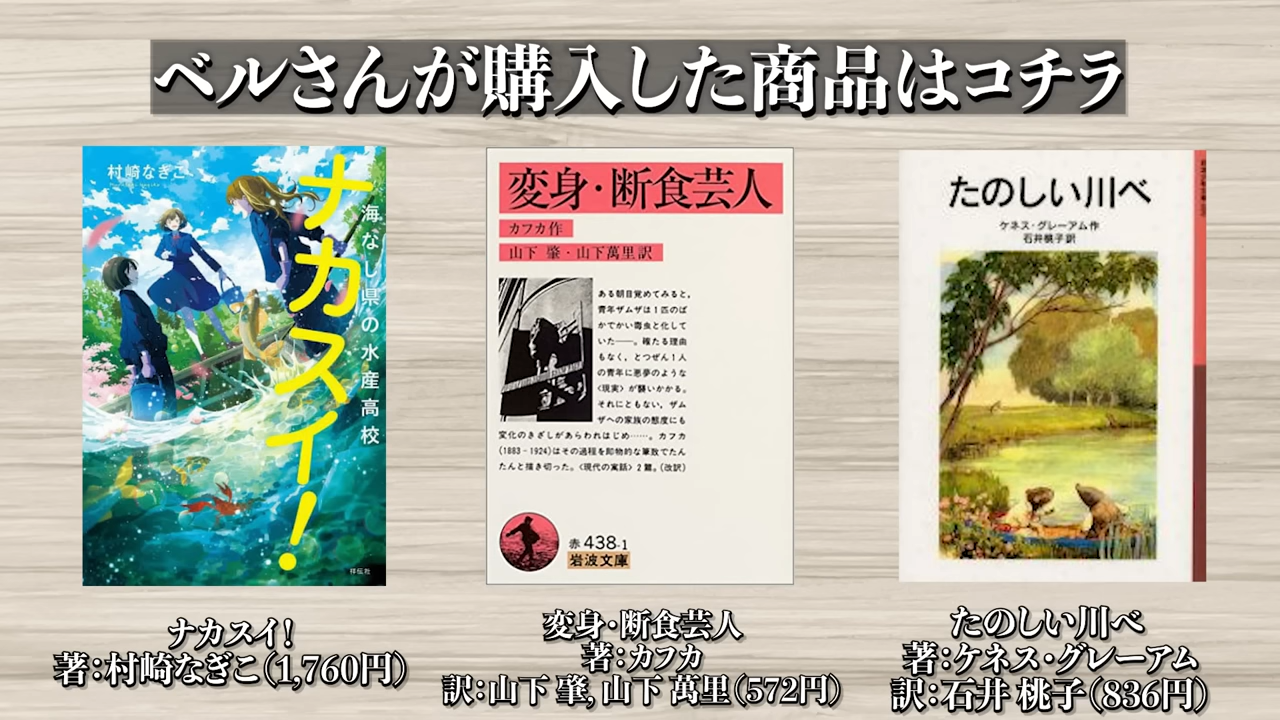 ベルさんが購入した商品はコチラ
村崎なぎこ
ナカスイ!
海なし県の水産高校
祥伝社
変身・断食芸人
カフカ作
山下 肇・山下萬里訳
ある朝目覚めてみると,
青年ザムザは1匹のば
かでかい毒虫と化して
いた――。確たる理由
もなく,とつぜん1人
の青年に悪夢のような
〈現実〉が襲いかかる。
それにともない,ザム
ザへの家族の態度にも
変化のきざしがあらわれはじめ……。カフカ
(1883-1924)はその過程を即物的な筆致でたん
たんと描き切った。〈現代の寓話〉2篇。(改訳)
赤 438-1
岩波文庫
たのしい川べ
ケネス・グレーアム作
石井桃子訳
ナカスイ!
著:村崎なぎこ(1,760円)
変身・断食芸人
著:カフカ
訳:山下 肇, 山下 萬里(572円)
たのしい川べ
著:ケネス・グレーアム
訳:石井 桃子(836円)